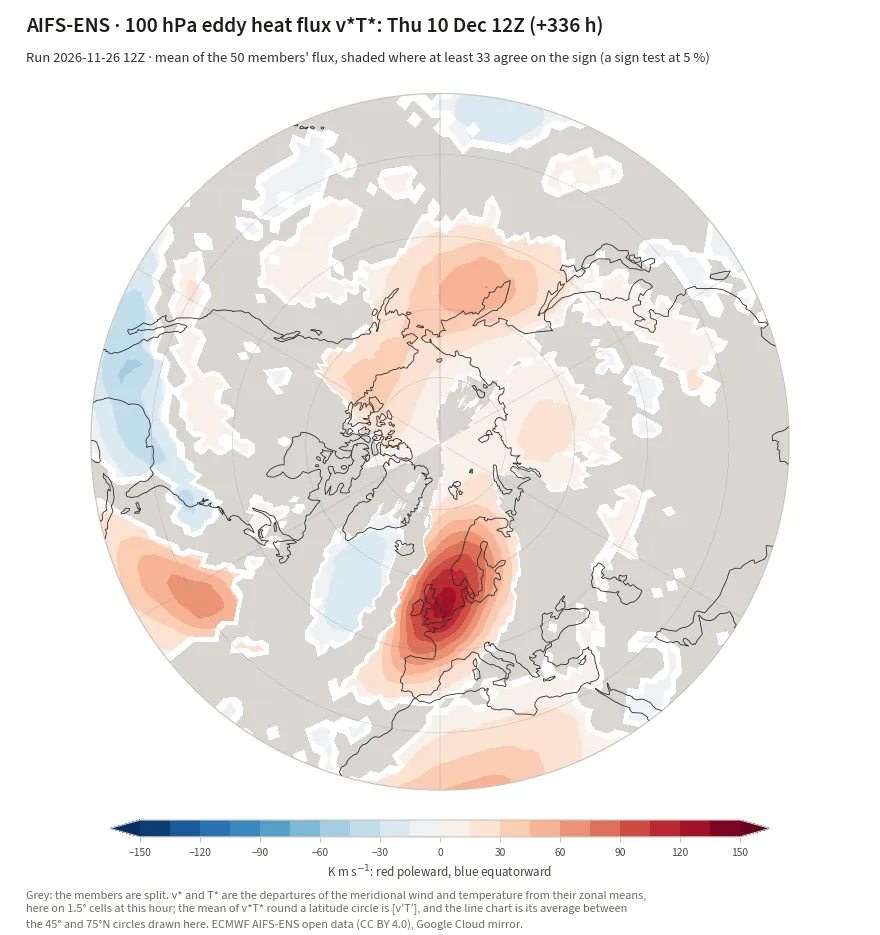 AIFS-ENS · 100 hPa eddy heat flux v*T*: Thu 10 Dec 12Z (+336 h)
Run 2026-11-26 12Z · mean of the 50 members' flux, shaded where at least 33 agree on the sign (a sign test at 5 %)
−150 −120 −90 −60 −30 0 30 60 90 120 150
K m s⁻¹: red poleward, blue equatorward
Grey: the members are split. v* and T* are the departures of the meridional wind and temperature from their zonal means,
here on 1.5° cells at this hour; the mean of v*T* round a latitude circle is [v'T'], and the line chart is its average between
the 45° and 75°N circles drawn here. ECMWF AIFS-ENS open data (CC BY 4.0), Google Cloud mirror.